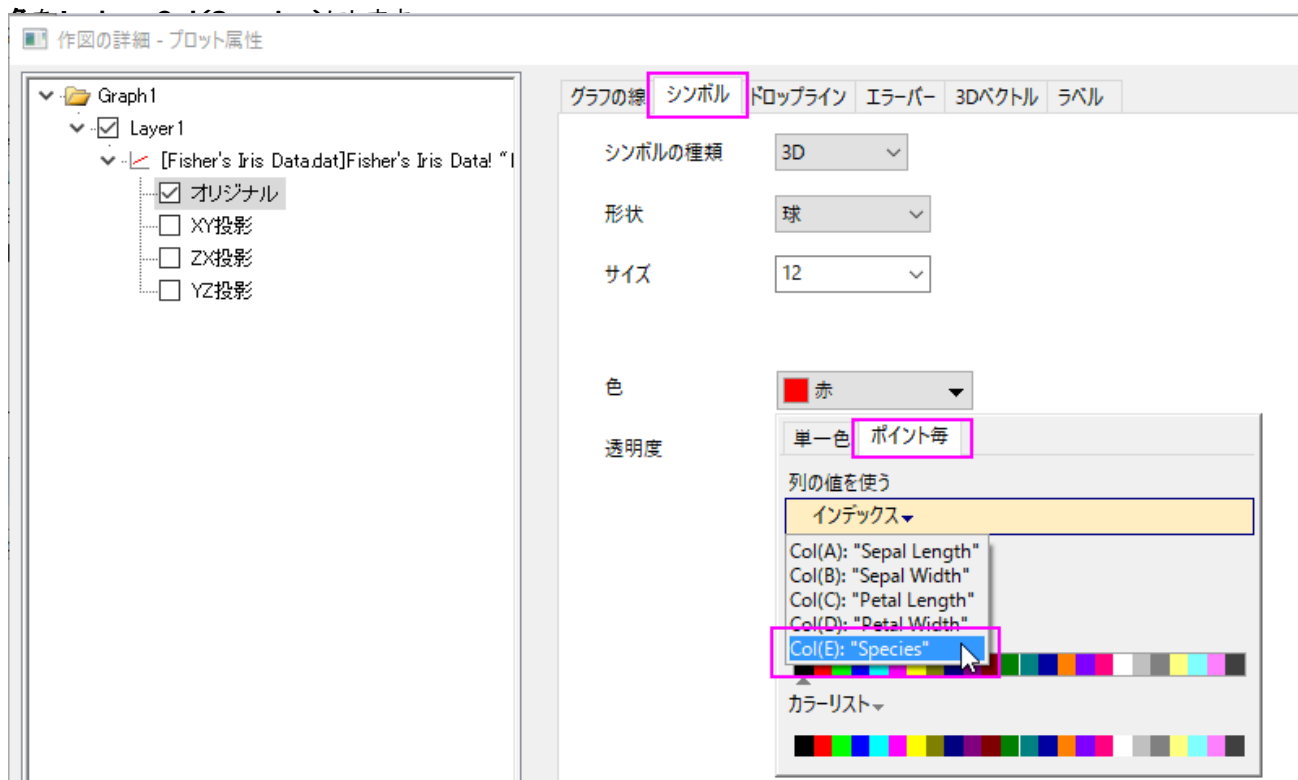 作図の詳細 - プロット属性
Graph1
Layer1
[Fisher's Iris Data.dat]Fisher's Iris Data! "
オリジナル
XY投影
ZX投影
YZ投影
グラフの線 シンボル ドロップライン エラーバー 3Dベクトル ラベル
シンボルの種類 3D
形状 球
サイズ 12
色 赤
透明度
単一色 ポイント毎
列の値を使う
インデックス
Col(A): "Sepal Length"
Col(B): "Sepal Width"
Col(C): "Petal Length"
Col(D): "Petal Width"
Col(E): "Species"
カラーリスト